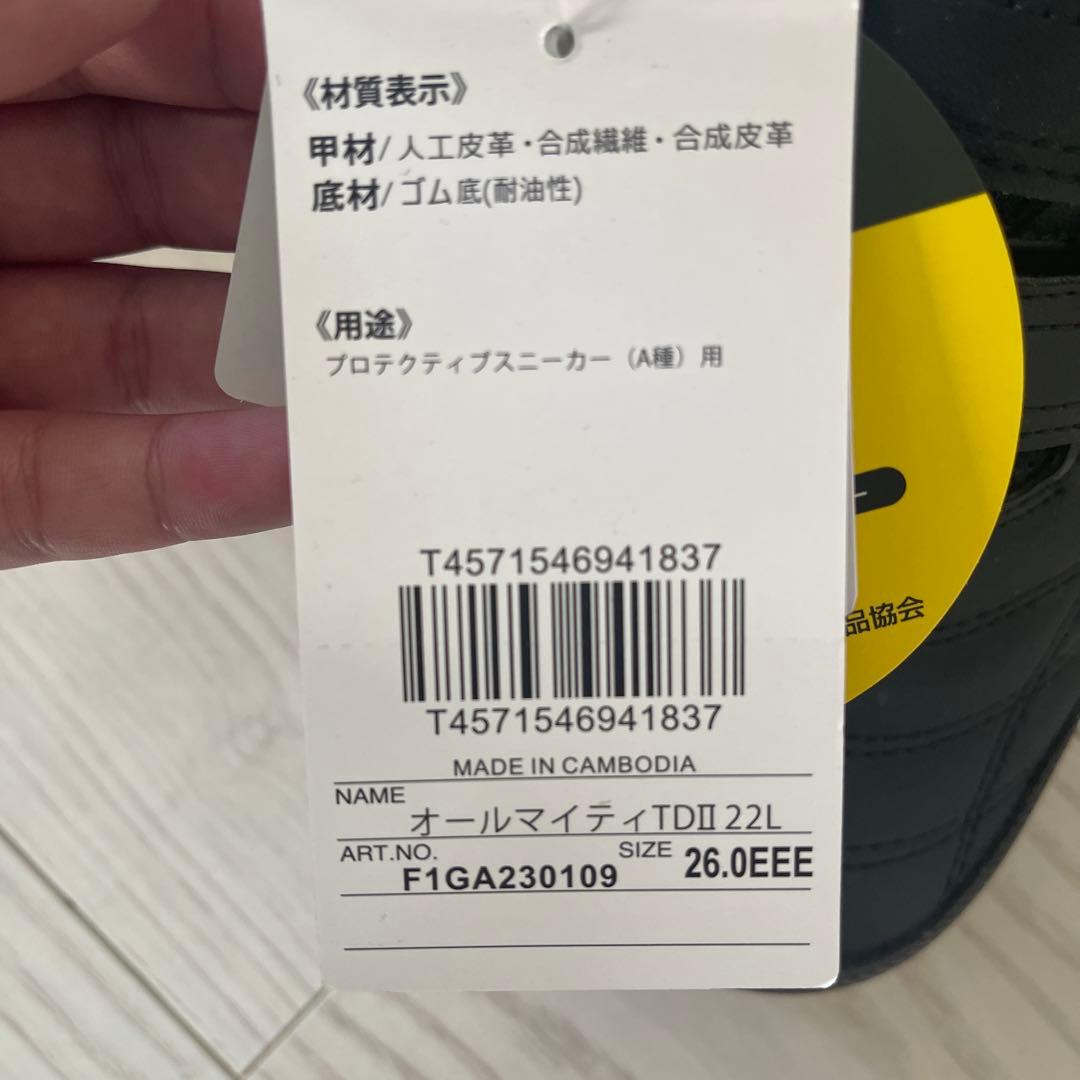 《材質表示》
甲材/人工皮革・合成繊維・合成皮革
底材/ゴム底(耐油性)
《用途》
プロテクティブスニーカー（A種）用
T4571546941837
T4571546941837
MADE IN CAMBODIA
NAME
オールマイティTDⅡ22L
ART.NO.
F1GA230109
SIZE
26.0EEE
品協会